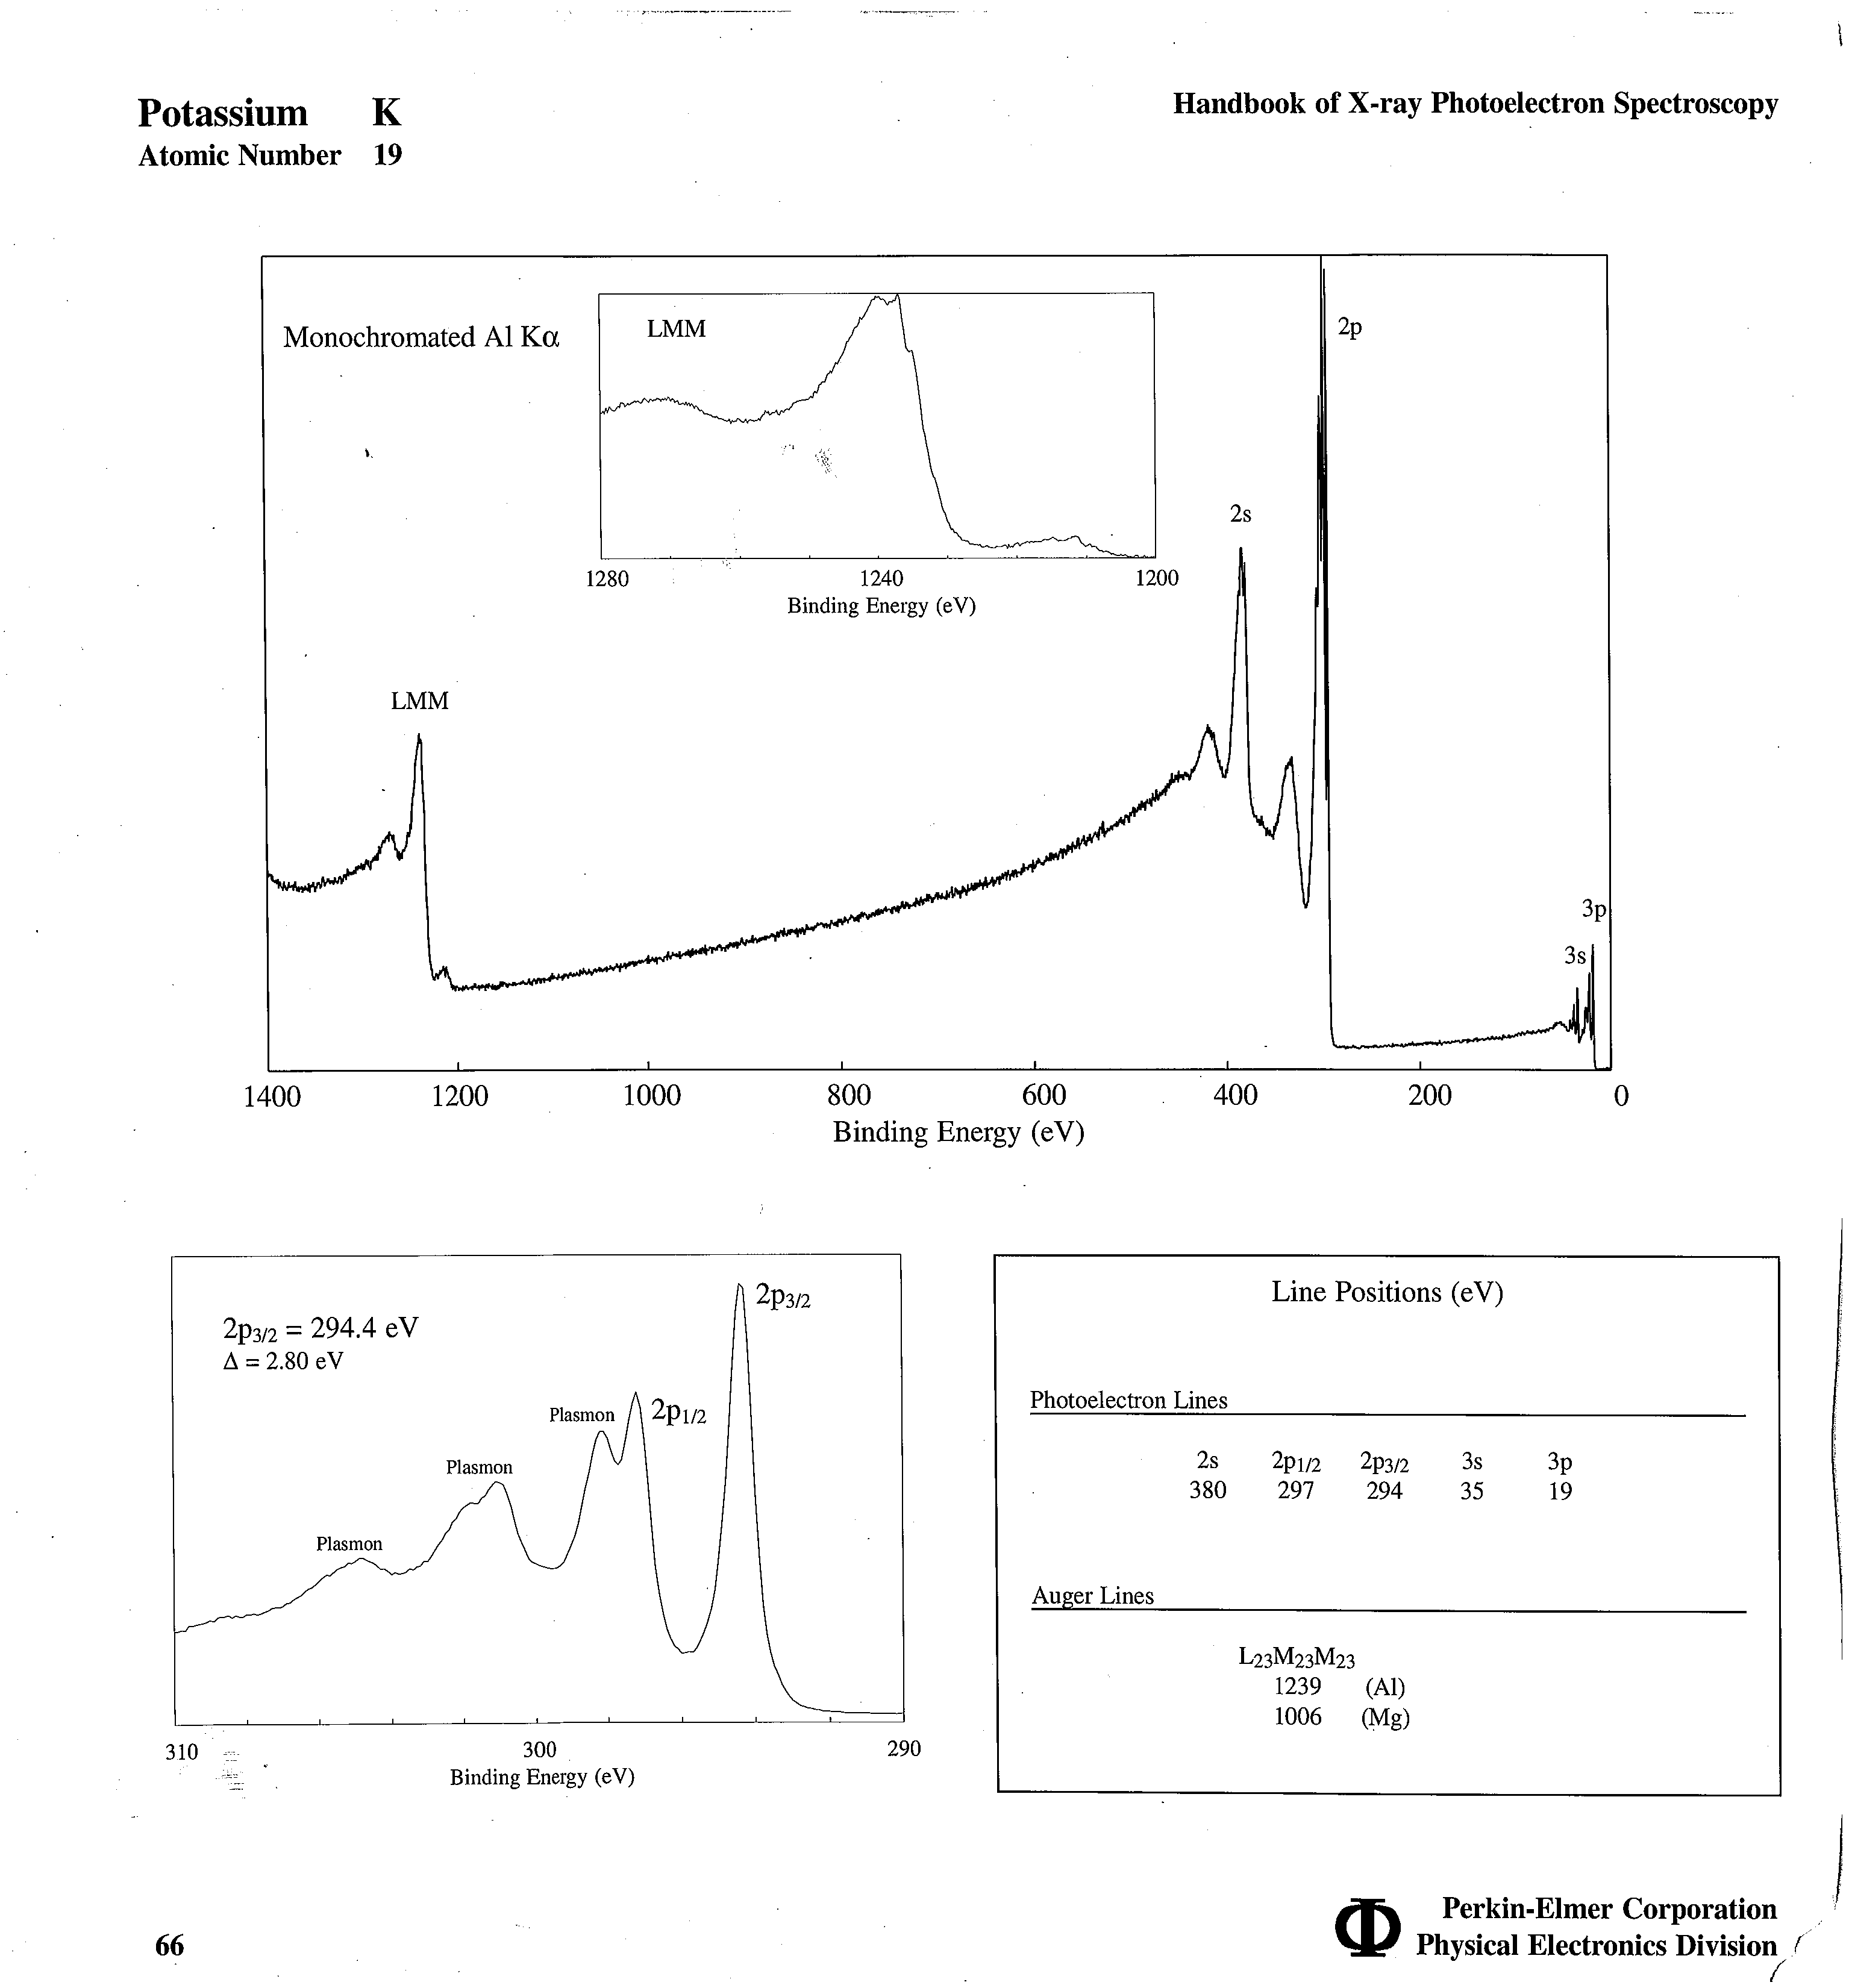 Potassium K
Atomic Number 19
Handbook of X-ray Photoelectron Spectroscopy
Monochromated Al Kα
LMM
1280 1240 1200
Binding Energy (eV)
2p
2s
LMM
3p
3s
1400 1200 1000 800 600 400 200 0
Binding Energy (eV)
2p3/2 = 294.4 eV
Δ = 2.80 eV
2p3/2
Plasmon 2p1/2
Plasmon
Plasmon
310 300 290
Binding Energy (eV)
Line Positions (eV)
Photoelectron Lines
2s 2p1/2 2p3/2 3s 3p
380 297 294 35 19
Auger Lines
L23M23M23
1239 (Al)
1006 (Mg)
66
Perkin-Elmer Corporation
Physical Electronics Division